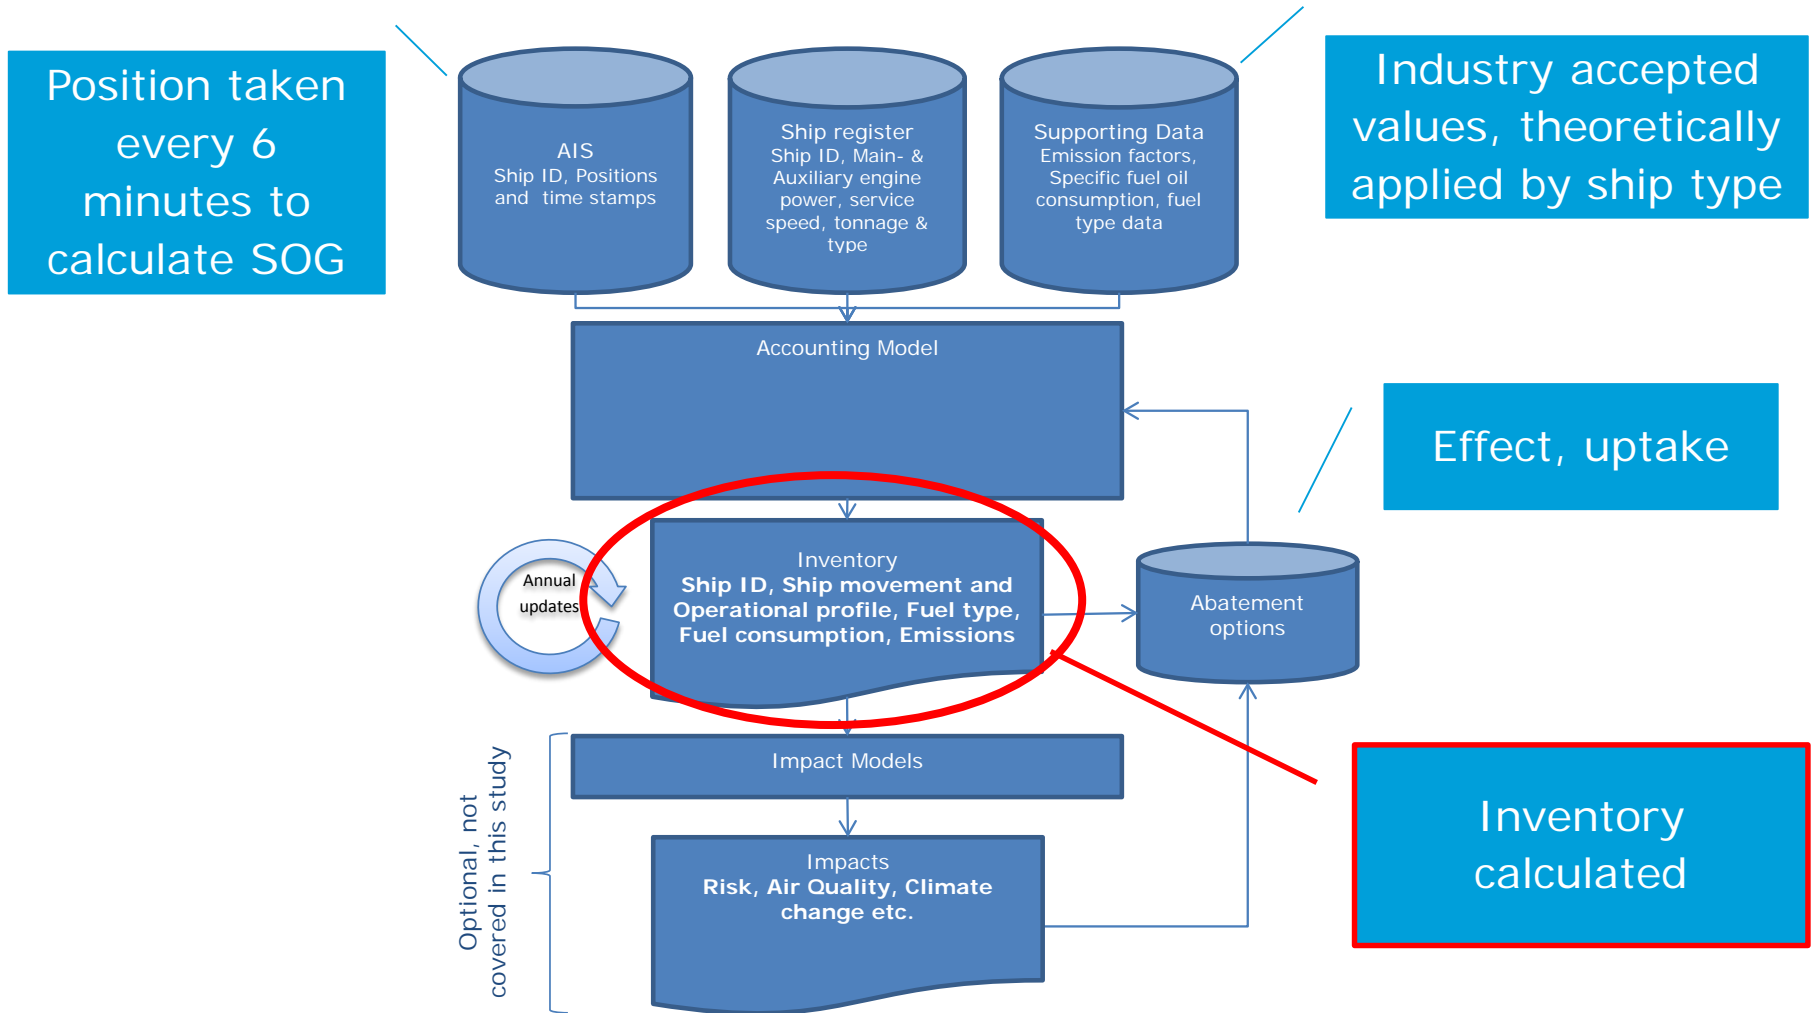 Position taken
every 6
minutes to
calculate SOG
AIS
Ship ID, Positions
and time stamps
Ship register
Ship ID, Main- &
Auxiliary engine
power, service
speed, tonnage &
type
Supporting Data
Emission factors,
Specific fuel oil
consumption, fuel
type data
Industry accepted
values, theoretically
applied by ship type
Accounting Model
Effect, uptake
Annual
updates
Inventory
Ship ID, Ship movement and
Operational profile, Fuel type,
Fuel consumption, Emissions
Abatement
options
Impact Models
Inventory
calculated
Optional, not
covered in this study
Impacts
Risk, Air Quality, Climate
change etc.